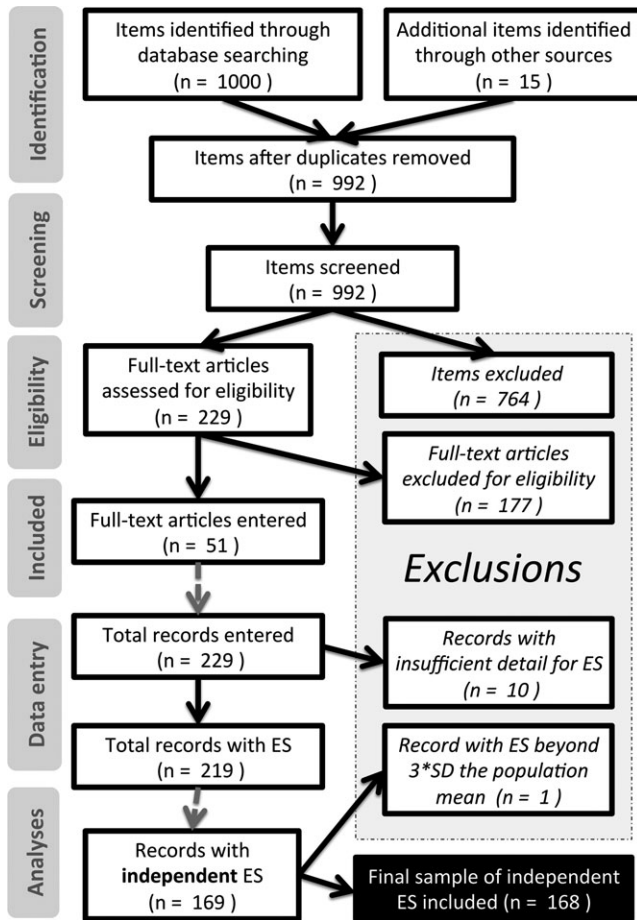 Identification
Items identified through
database searching
(n = 1000 )
Additional items identified
through other sources
(n = 15 )
Items after duplicates removed
(n = 992 )
Screening
Items screened
(n = 992 )
Eligibility
Full-text articles
assessed for eligibility
(n = 229 )
Items excluded
(n = 764 )
Full-text articles
excluded for eligibility
(n = 177 )
Included
Full-text articles entered
(n = 51 )
Exclusions
Data entry
Total records entered
(n = 229 )
Records with
insufficient detail for ES
(n = 10 )
Total records with ES
(n = 219 )
Record with ES beyond
3*SD the population
mean (n = 1 )
Analyses
Records with
independent ES
(n = 169 )
Final sample of independent
ES included (n = 168 )